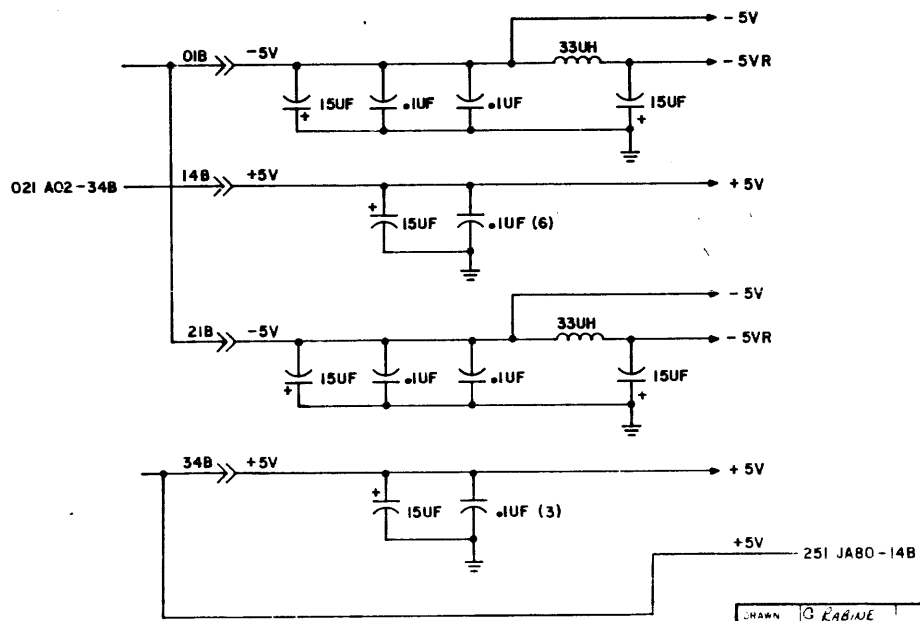 - 5V
01B -5V 33UH - 5VR
15UF .1UF .1UF 15UF
+ +
021 A02-34B 14B +5V + 5V
+ 15UF .1UF (6)
- 5V
21B -5V 33UH - 5VR
15UF .1UF .1UF 15UF
+ +
34B +5V + 5V
+ 15UF .1UF (3)
+5V 251 JA80-14B
DRAWN G RABINE